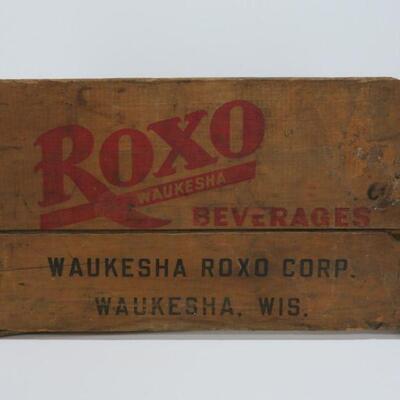 ROXO
WAUKESHA
BEVERAGES
WAUKESHA ROXO CORP.
WAUKESHA, WIS.